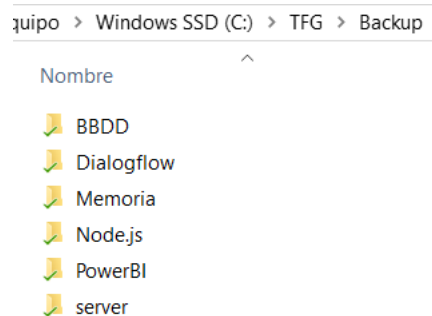 quipo > Windows SSD (C:) > TFG > Backup
Nombre
BBDD
Dialogflow
Memoria
Node.js
PowerBI
server